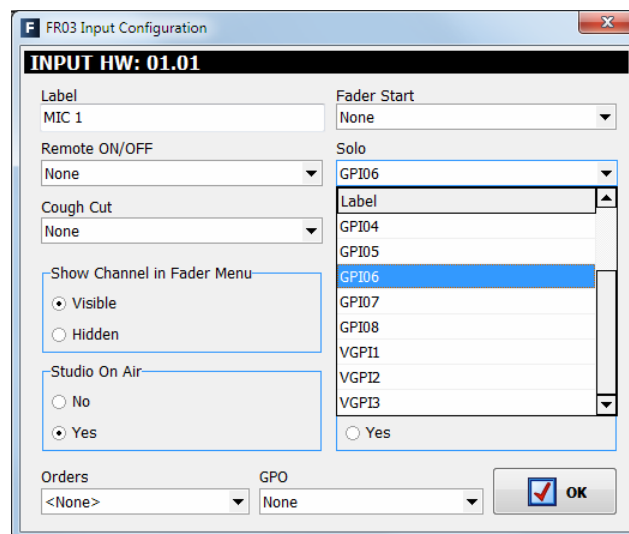 F FR03 Input Configuration
INPUT HW: 01.01
Label
MIC 1
Fader Start
None
Remote ON/OFF
None
Solo
GPI06
Label
GPI04
GPI05
GPI06
GPI07
GPI08
VGPI1
VGPI2
VGPI3
Cough Cut
None
Show Channel in Fader Menu
Visible
Hidden
Studio On Air
No
Yes
Yes
Orders
<None>
GPO
None
OK